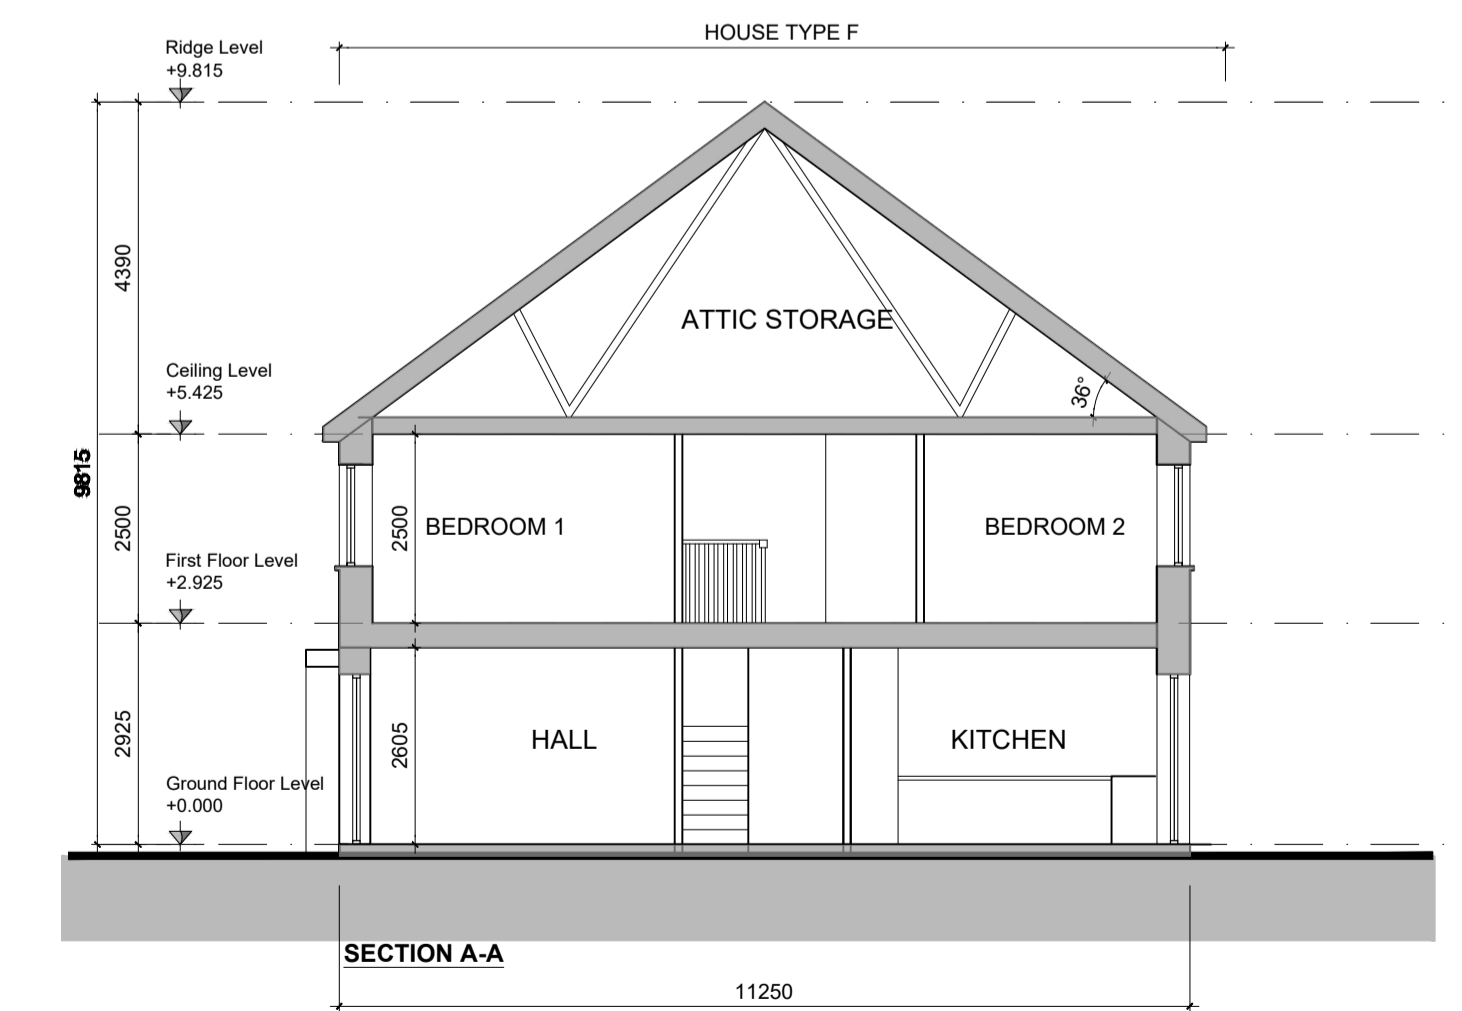 HOUSE TYPE F
Ridge Level
+9.815
4390
ATTIC STORAGE
36°
Ceiling Level
+5.425
9815
2500
2500
BEDROOM 1
BEDROOM 2
First Floor Level
+2.925
2925
2605
HALL
KITCHEN
Ground Floor Level
+0.000
SECTION A-A
11250